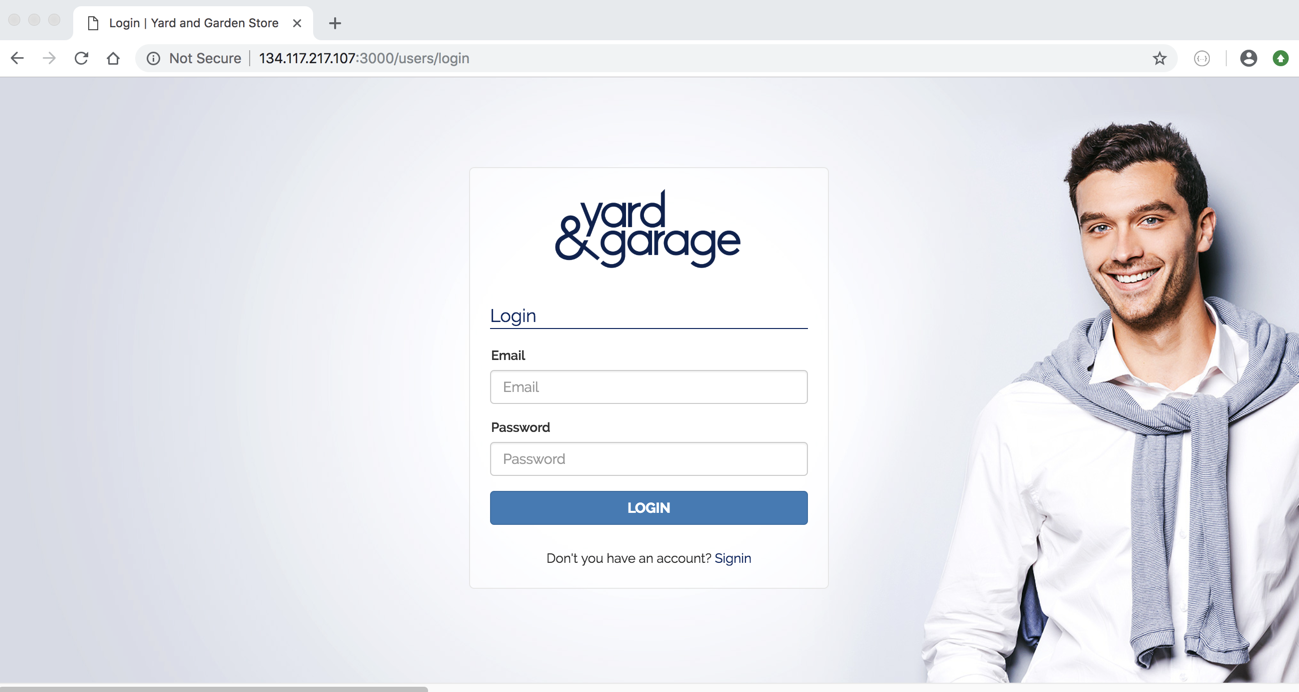 Login | Yard and Garden Store
Not Secure | 134.117.217.107:3000/users/login
yard
&garage
Login
Email
Email
Password
Password
LOGIN
Don't you have an account? Signin